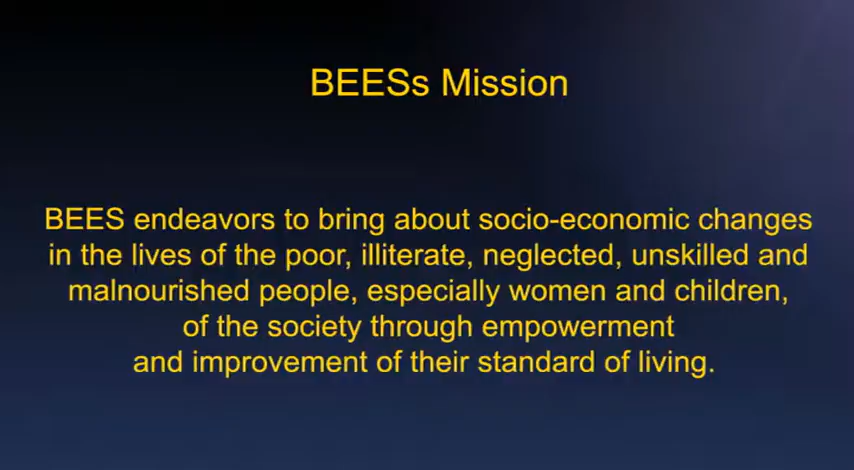 BEESs Mission
BEES endeavors to bring about socio-economic changes
in the lives of the poor, illiterate, neglected, unskilled and
malnourished people, especially women and children,
of the society through empowerment
and improvement of their standard of living.